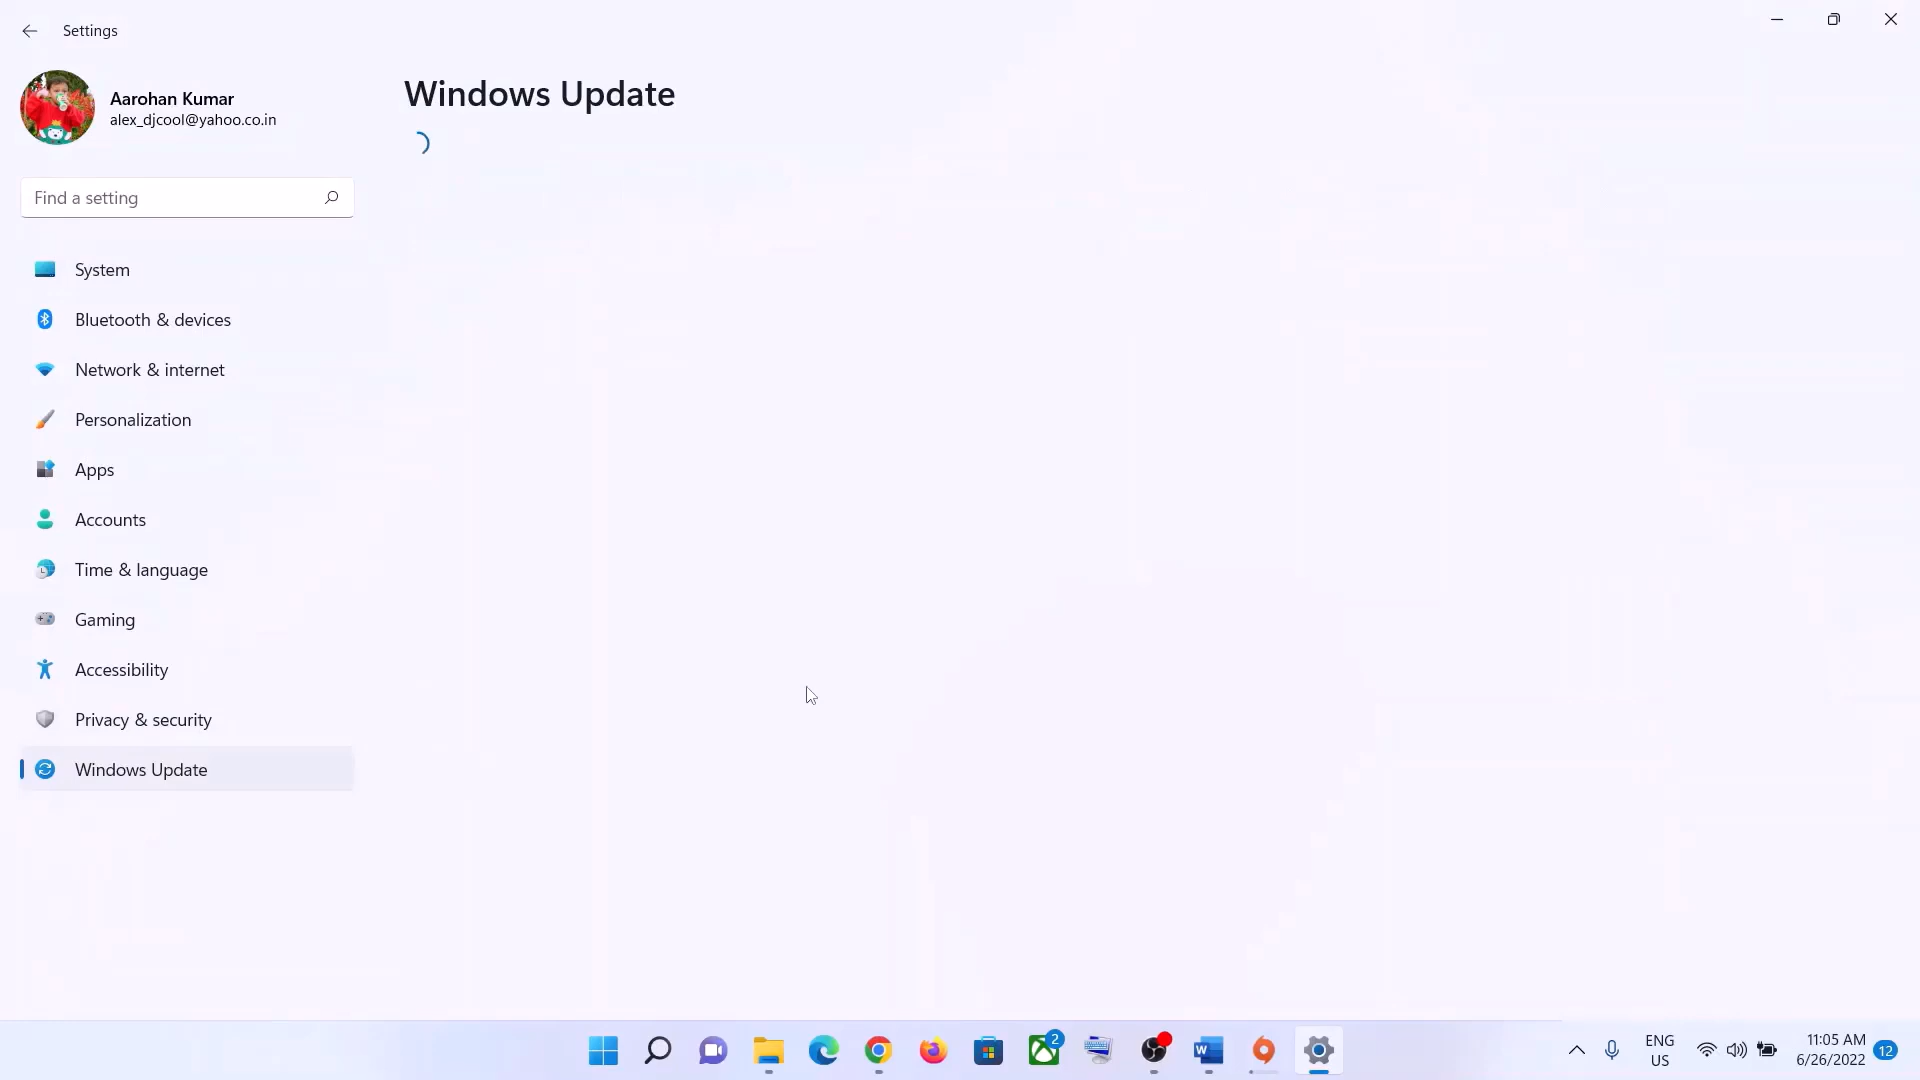 Settings
Aarohan Kumar
alex_djcool@yahoo.co.in
Find a setting
System
Bluetooth & devices
Network & internet
Personalization
Apps
Accounts
Time & language
Gaming
Accessibility
Privacy & security
Windows Update
Windows Update
2
W
ENG
US
11:05 AM
6/26/2022
12